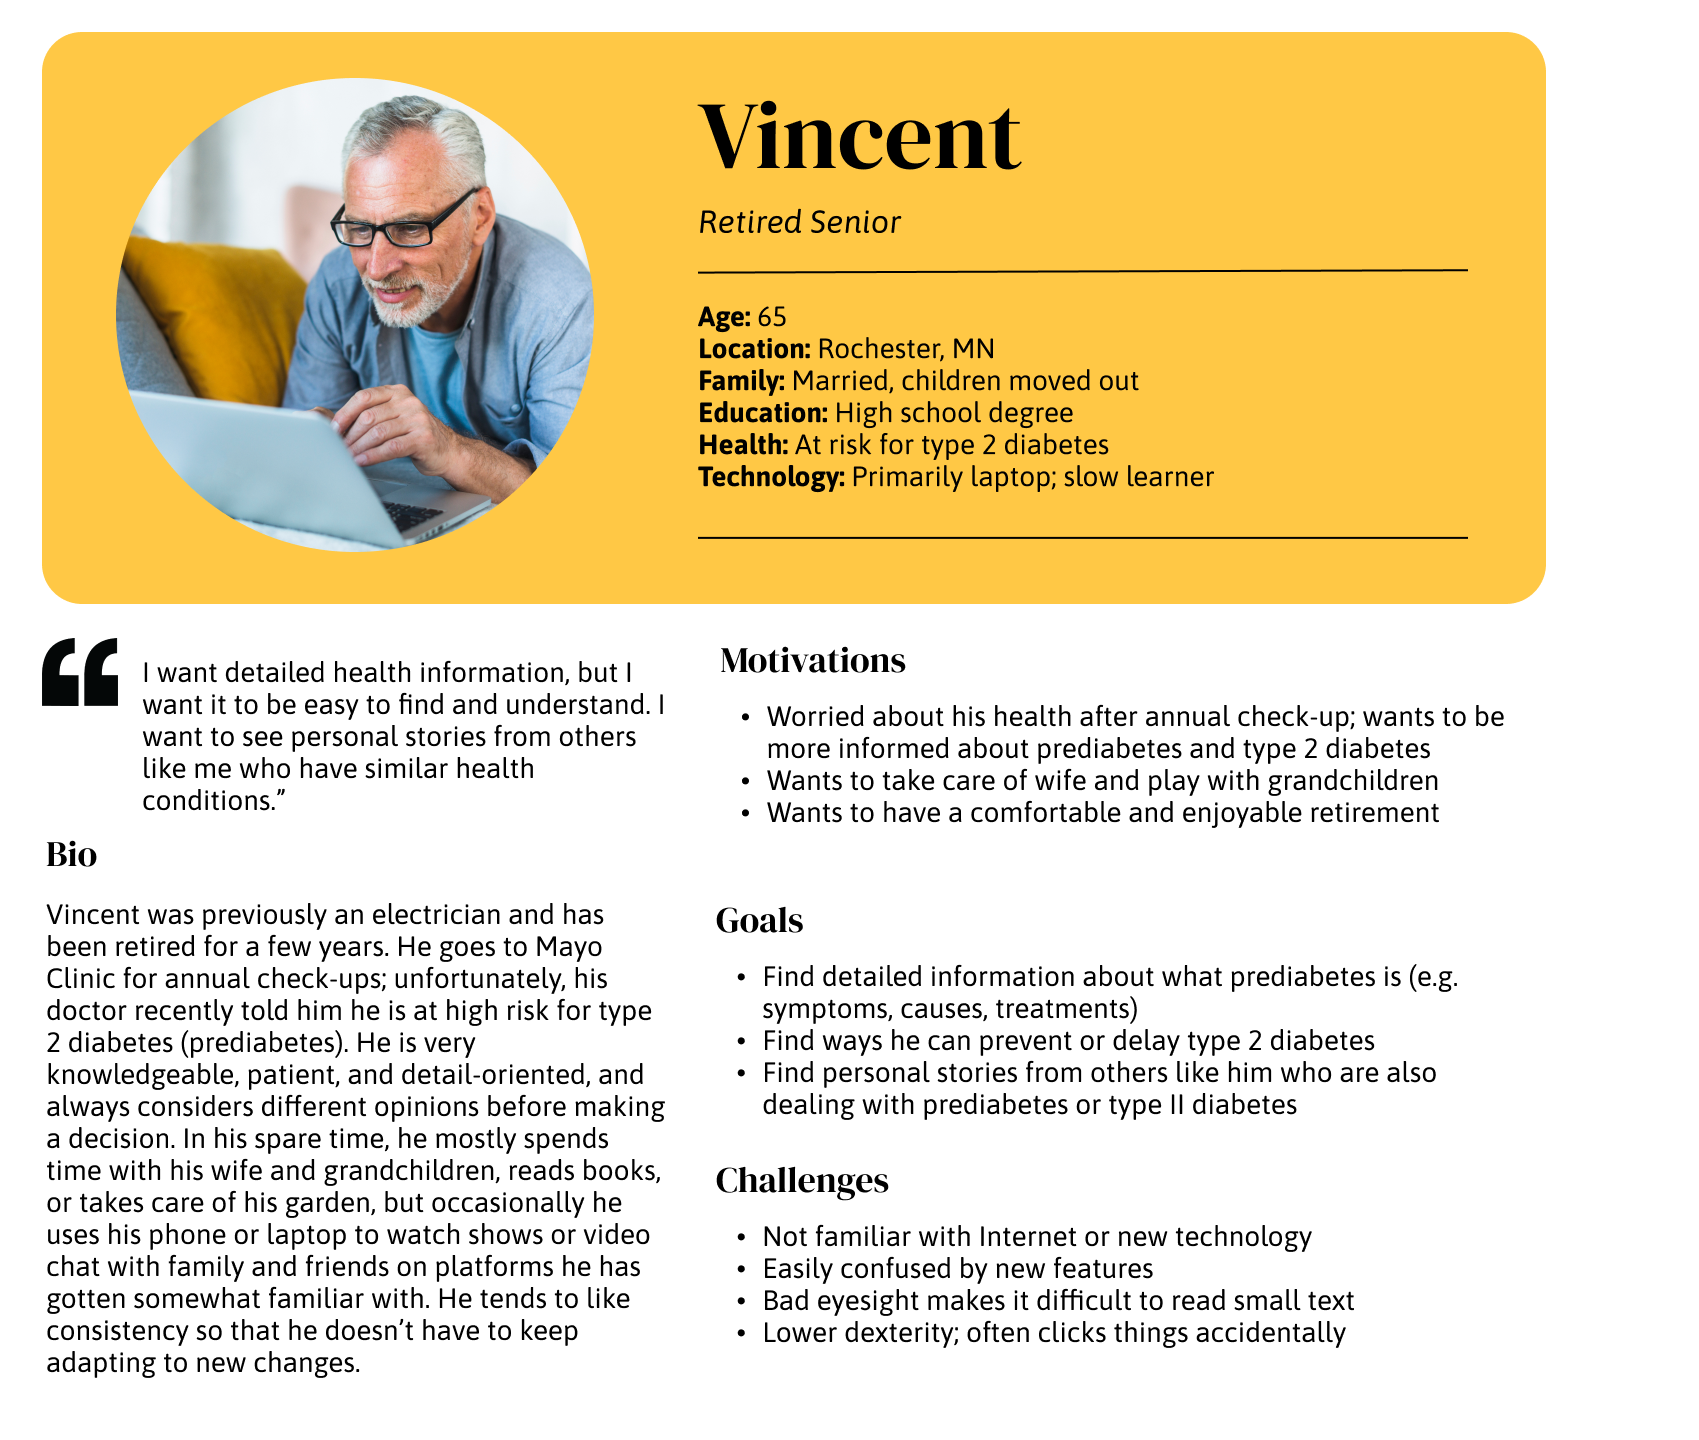 Vincent
Retired Senior
Age: 65
Location: Rochester, MN
Family: Married, children moved out
Education: High school degree
Health: At risk for type 2 diabetes
Technology: Primarily laptop; slow learner
“
I want detailed health information, but I
want it to be easy to find and understand. I
want to see personal stories from others
like me who have similar health
conditions.”
Bio
Vincent was previously an electrician and has
been retired for a few years. He goes to Mayo
Clinic for annual check-ups; unfortunately, his
doctor recently told him he is at high risk for type
2 diabetes (prediabetes). He is very
knowledgeable, patient, and detail-oriented, and
always considers different opinions before making
a decision. In his spare time, he mostly spends
time with his wife and grandchildren, reads books,
or takes care of his garden, but occasionally he
uses his phone or laptop to watch shows or video
chat with family and friends on platforms he has
gotten somewhat familiar with. He tends to like
consistency so that he doesn’t have to keep
adapting to new changes.
Motivations
• Worried about his health after annual check-up; wants to be
more informed about prediabetes and type 2 diabetes
• Wants to take care of wife and play with grandchildren
• Wants to have a comfortable and enjoyable retirement
Goals
• Find detailed information about what prediabetes is (e.g.
symptoms, causes, treatments)
• Find ways he can prevent or delay type 2 diabetes
• Find personal stories from others like him who are also
dealing with prediabetes or type II diabetes
Challenges
• Not familiar with Internet or new technology
• Easily confused by new features
• Bad eyesight makes it difficult to read small text
• Lower dexterity; often clicks things accidentally